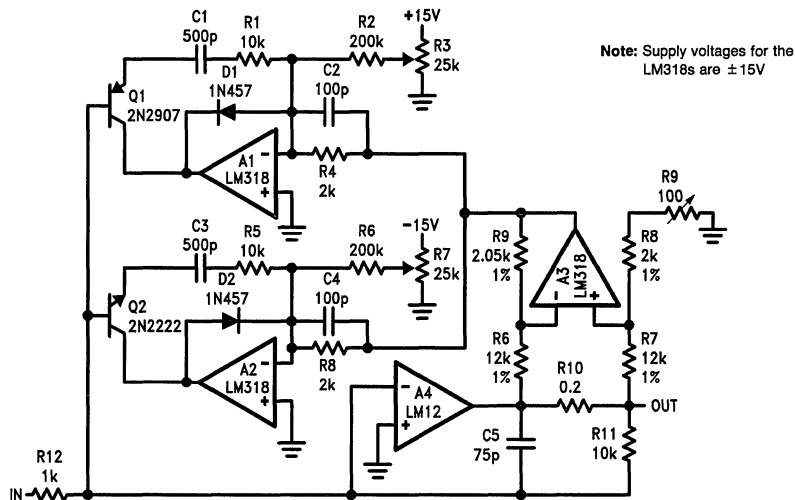 C1
500p
R1
10k
R2
200k
+15V
R3
25k
Note: Supply voltages for the
LM318s are ±15V
D1
1N457
C2
100p
Q1
2N2907
A1
LM318
−
+
R4
2k
C3
500p
R5
10k
R6
200k
−15V
R7
25k
D2
1N457
C4
100p
Q2
2N2222
A2
LM318
−
+
R8
2k
R9
2.05k
1%
A3
LM318
−
+
R8
2k
1%
R9
100
R6
12k
1%
R7
12k
1%
A4
LM12
−
+
R10
0.2
OUT
C5
75p
R11
10k
R12
1k
IN